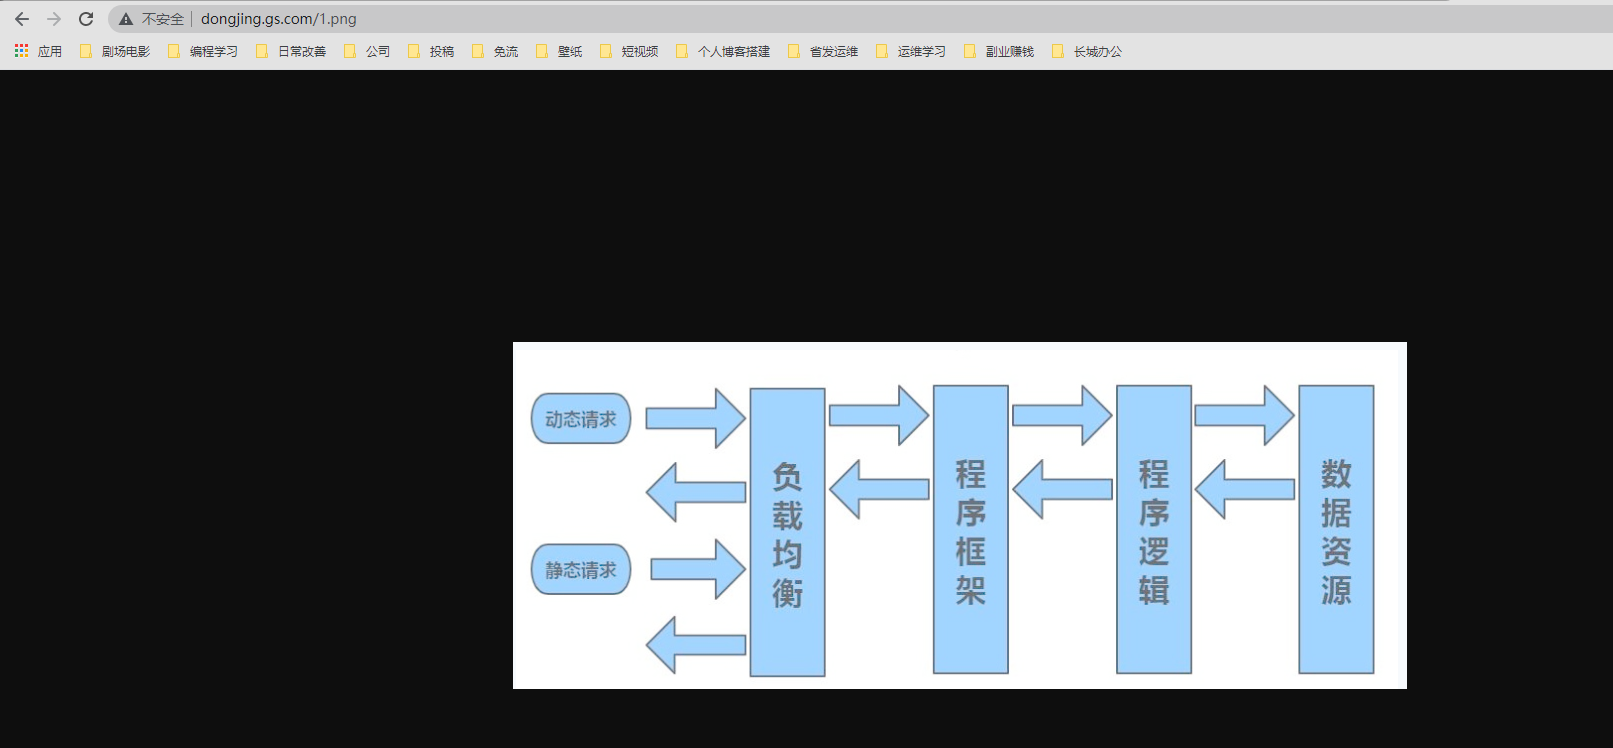 不安全 dongjing.gs.com/1.png
应用 剧场电影 编程学习 日常改善 公司 投稿 免流 壁纸 短视频 个人博客搭建 省发运维 运维学习 副业赚钱 长城办公
动态请求
静态请求
负载均衡
程序框架
程序逻辑
数据资源